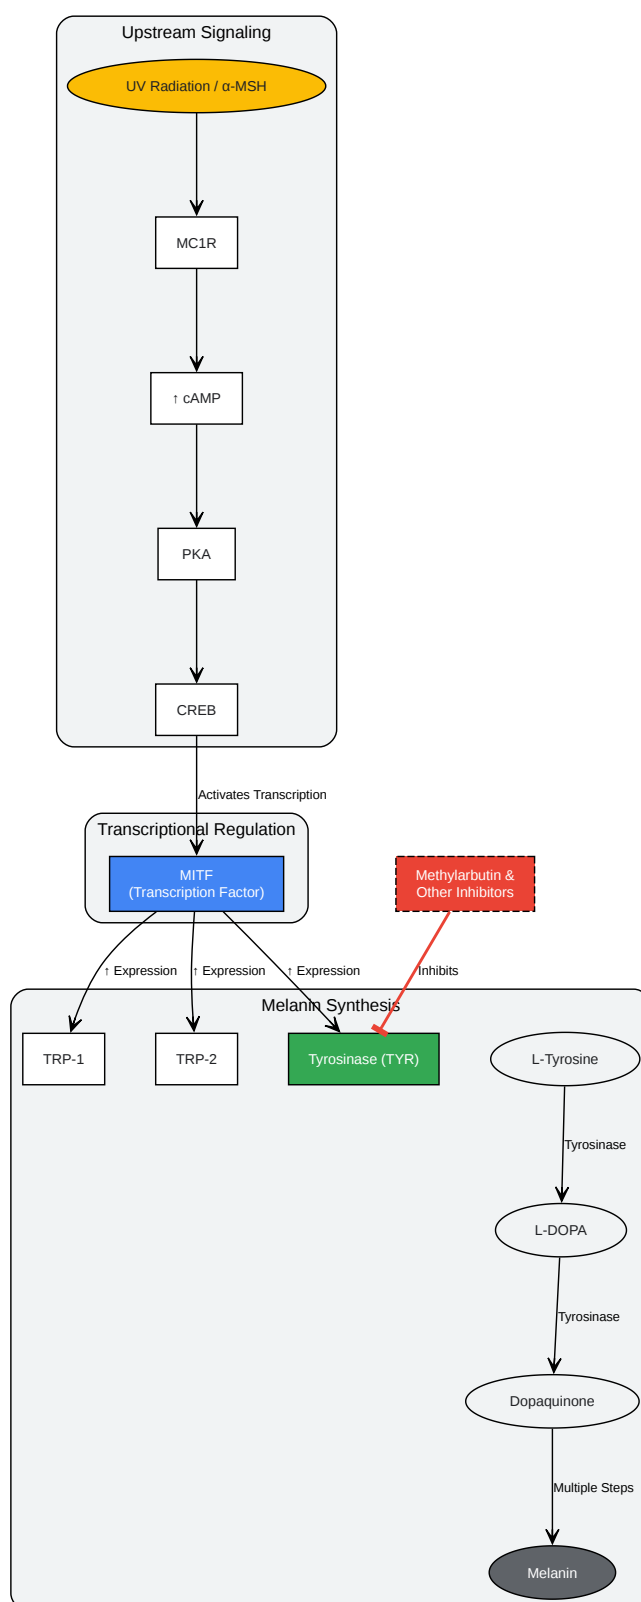 Upstream Signaling
UV Radiation / α-MSH
MC1R
↑ cAMP
PKA
CREB
Activates Transcription
Transcriptional Regulation
MITF
(Transcription Factor)
Methylarbutin &
Other Inhibitors
↑ Expression
↑ Expression
↑ Expression
Inhibits
Melanin Synthesis
TRP-1
TRP-2
Tyrosinase (TYR)
L-Tyrosine
Tyrosinase
L-DOPA
Tyrosinase
Dopaquinone
Multiple Steps
Melanin